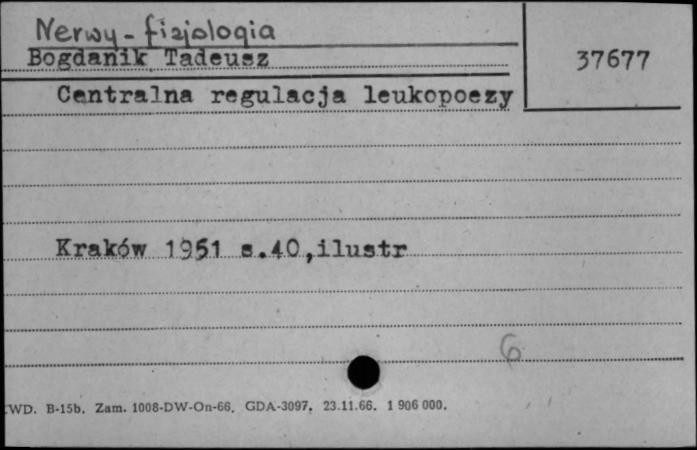 Nerwy - fizjologia
Bogdanik Tadeusz
37677
Centralna regulacja leukopoezy
Kraków 1951 s.40,ilustr
6
WD. B-15b. Zam. 1008-DW-On-66. GDA-3097. 23.11.66. 1 906 000.